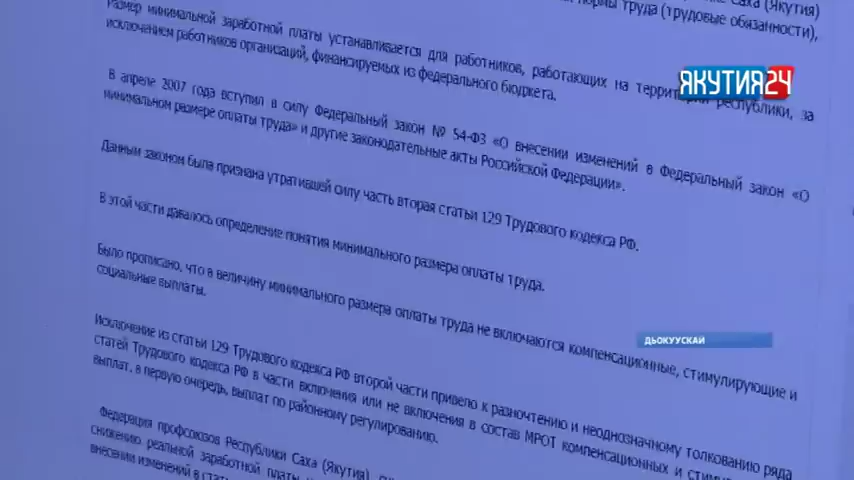 Саха (Якутия)
нормы труда (трудовые обязанности),
Размер минимальной заработной платы устанавливается для работников, работающих на территории республики, за
исключением работников организаций, финансируемых из федерального бюджета.
ЯКУТИЯ24
В апреле 2007 года вступил в силу Федеральный закон № 54-ФЗ «О внесении изменений в Федеральный закон «О
минимальном размере оплаты труда» и другие законодательные акты Российской Федерации».
Данным законом была признана утратившей силу часть вторая статьи 129 Трудового кодекса РФ.
В этой части давалось определение понятия минимального размера оплаты труда.
Было прописано, что в величину минимального размера оплаты труда не включаются компенсационные, стимулирующие и
социальные выплаты.
ДЬОКУУСКАЙ
Исключение из статьи 129 Трудового кодекса РФ второй части привело к разночтению и неоднозначному толкованию ряда
статей Трудового кодекса РФ в части включения или не включения в состав МРОТ компенсационных и
выплат, в первую очередь, выплат по районному регулированию.
Федерация профсоюзов Республики Саха (Якутия),
снижению реальной заработной платы
внесении изменений в